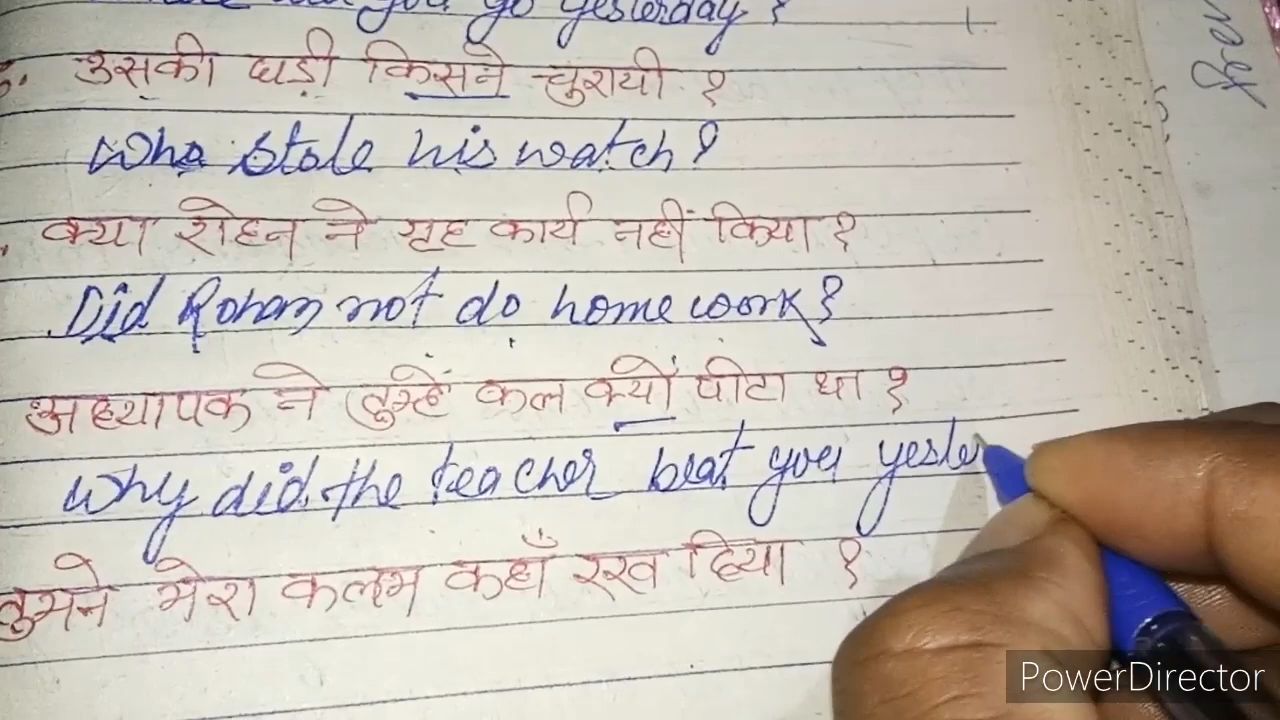 did you go yesterday?
उसकी घड़ी किसने चुरायी ?
Who stole his watch?
क्या रोहन ने गृह कार्य नहीं किया ?
Did Rohan not do home work?
अध्यापक ने तुम्हें कल क्यों पीटा था ?
Why did the teacher beat you yester
तुमने मेरा कलम कहाँ रख दिया ?
PowerDirector